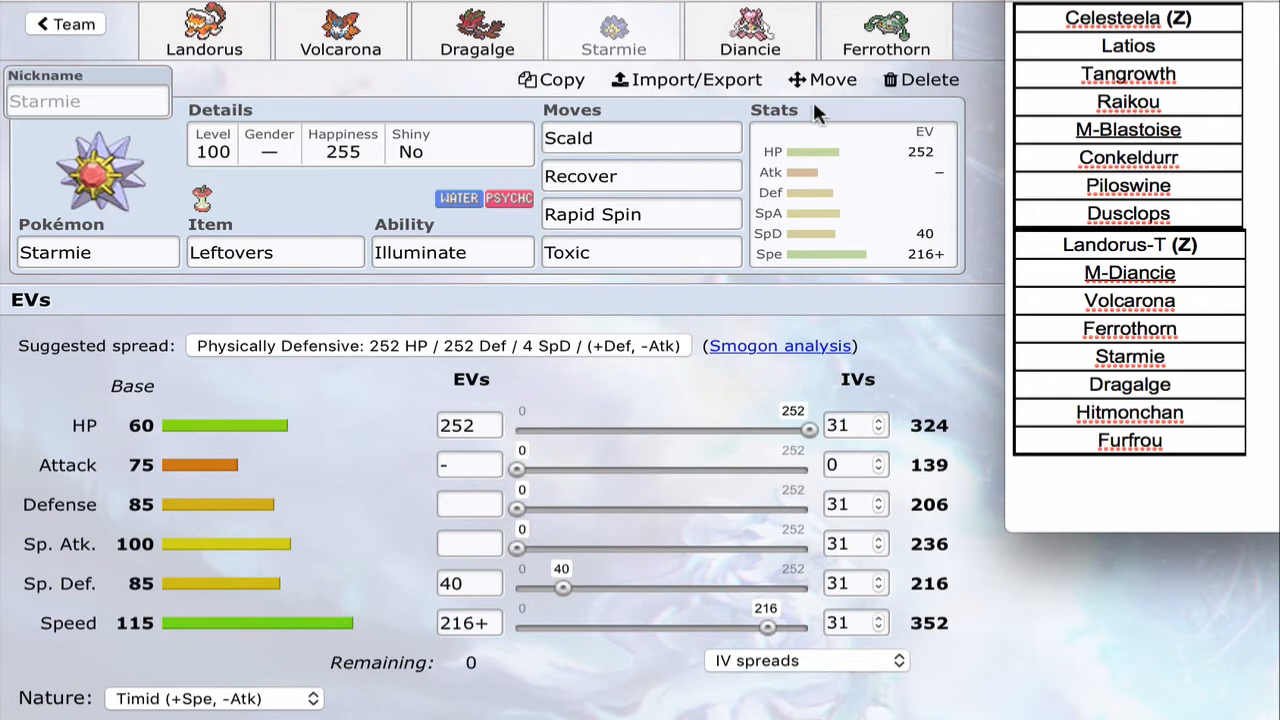 Team
Landorus
Volcarona
Dragalge
Starmie
Diancie
Ferrothorn
Nickname
Starmie
Copy
Import/Export
Move
Delete
Details
Level
Gender
Happiness
Shiny
100
—
255
No
WATER
PSYCHC
Pokémon
Item
Ability
Starmie
Leftovers
Illuminate
Moves
Scald
Recover
Rapid Spin
Toxic
Stats
EV
HP 252
Atk –
Def
SpA
SpD 40
Spe 216+
EVs
Suggested spread: Physically Defensive: 252 HP / 252 Def / 4 SpD / (+Def, -Atk) (Smogon analysis)
Base EVs IVs
HP 60 252 0 252 31 324
Attack 75 - 0 252 0 139
Defense 85 0 252 31 206
Sp. Atk. 100 0 252 31 236
Sp. Def. 85 40 0 40 252 31 216
Speed 115 216+ 0 216 31 352
Remaining: 0
IV spreads
Nature: Timid (+Spe, -Atk)
Celesteela (Z)
Latios
Tangrowth
Raikou
M-Blastoise
Conkeldurr
Piloswine
Dusclops
Landorus-T (Z)
M-Diancie
Volcarona
Ferrothorn
Starmie
Dragalge
Hitmonchan
Furfrou